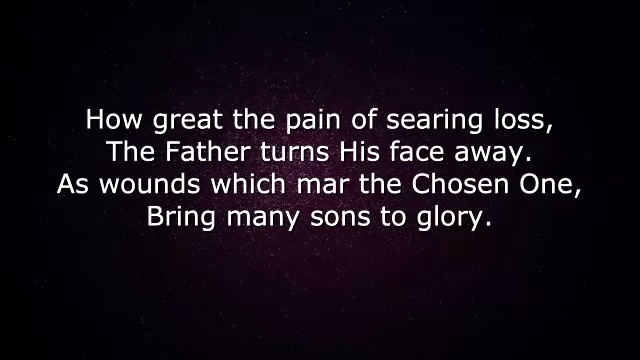 How great the pain of searing loss,
The Father turns His face away.
As wounds which mar the Chosen One,
Bring many sons to glory.